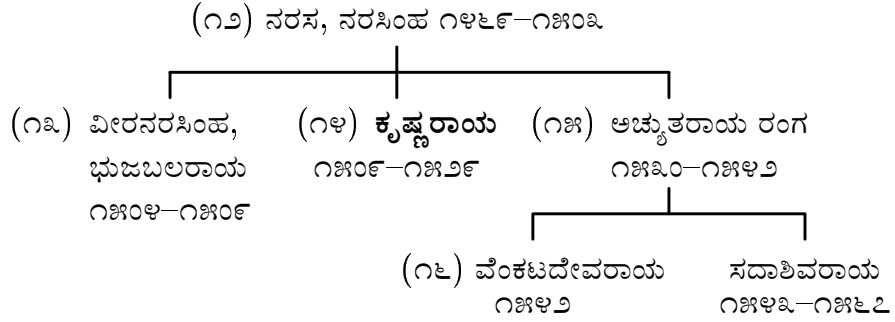 (೧೨) ನರಸ, ನರಸಿಂಹ ೧೪೬೯–೧೫೦೩
(೧೩) ವೀರನರಸಿಂಹ, (೧೪) ಕೃಷ್ಣರಾಯ (೧೫) ಅಚ್ಯುತರಾಯ ರಂಗ
ಭುಜಬಲರಾಯ ೧೫೦೯–೧೫೨೯ ೧೫೩೦–೧೫೪೨
೧೫೦೪–೧೫೦೯
(೧೬) ವೆಂಕಟದೇವರಾಯ ಸದಾಶಿವರಾಯ
೧೫೪೨ ೧೫೪೩–೧೫೬೭